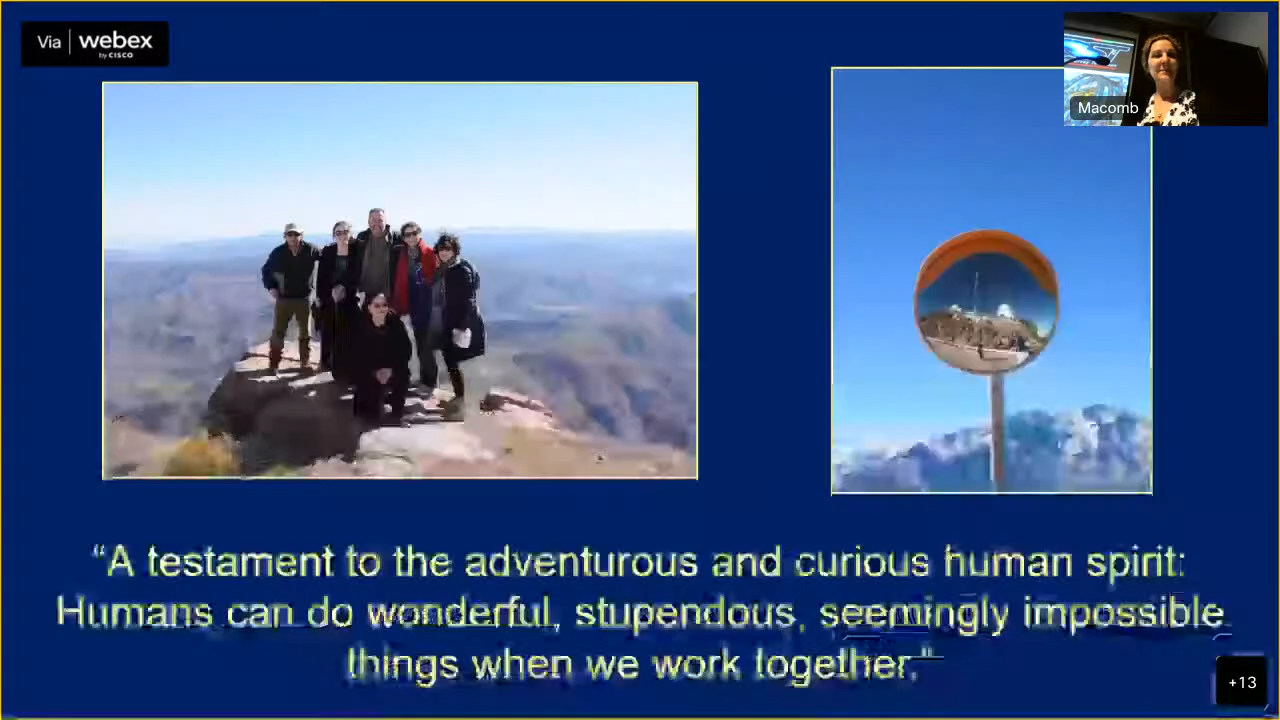 Via webex
by CISCO
Macomb
“A testament to the adventurous and curious human spirit:
Humans can do wonderful, stupendous, seemingly impossible
things when we work together."
+13